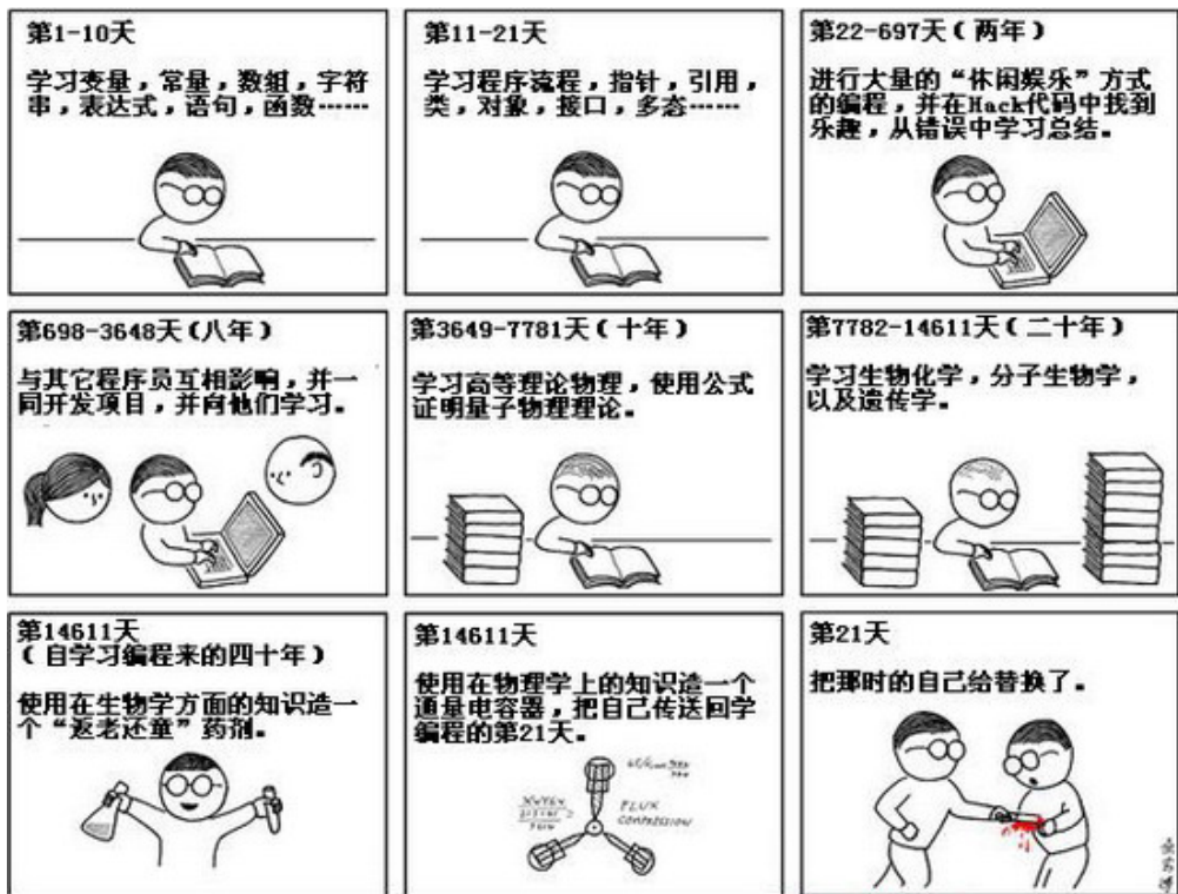 第1-10天
学习变量，常量，数组，字符
串，表达式，语句，函数……
第11-21天
学习程序流程，指针，引用，
类，对象，接口，多态……
第22-697天（两年）
进行大量的“休闲娱乐”方式
的编程，并在Hack代码中找到
乐趣，从错误中学习总结。
第698-3648天（八年）
与其它程序员互相影响，并一
同开发项目，并向他们学习。
第3649-7781天（十年）
学习高等理论物理，使用公式
证明量子物理理论。
第7782-14611天（二十年）
学习生物化学，分子生物学，
以及遗传学。
第14611天
（自学习编程来的四十年）
使用在生物学方面的知识造一
个“返老还童”药剂。
第14611天
使用在物理学上的知识造一个
通量电容器，把自己传送回学
编程的第21天。
FLUX
第21天
把那时的自己给替换了。